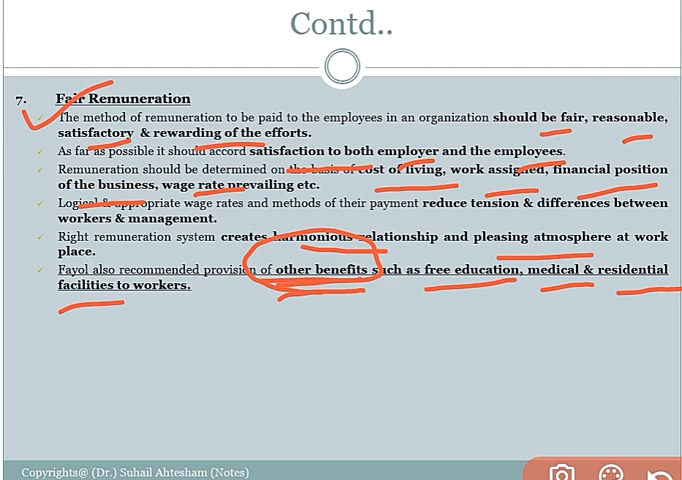 Contd..
7. Fair Remuneration
The method of remuneration to be paid to the employees in an organization should be fair, reasonable,
satisfactory & rewarding of the efforts.
As far as possible it should accord satisfaction to both employer and the employees.
Remuneration should be determined on the basis of cost of living, work assigned, financial position
of the business, wage rate prevailing etc.
Logical & appropriate wage rates and methods of their payment reduce tension & differences between
workers & management.
Right remuneration system creates harmonious relationship and pleasing atmosphere at work
place.
Fayol also recommended provision of other benefits such as free education, medical & residential
facilities to workers.
Copyrights@ (Dr.) Suhail Ahtesham (Notes)